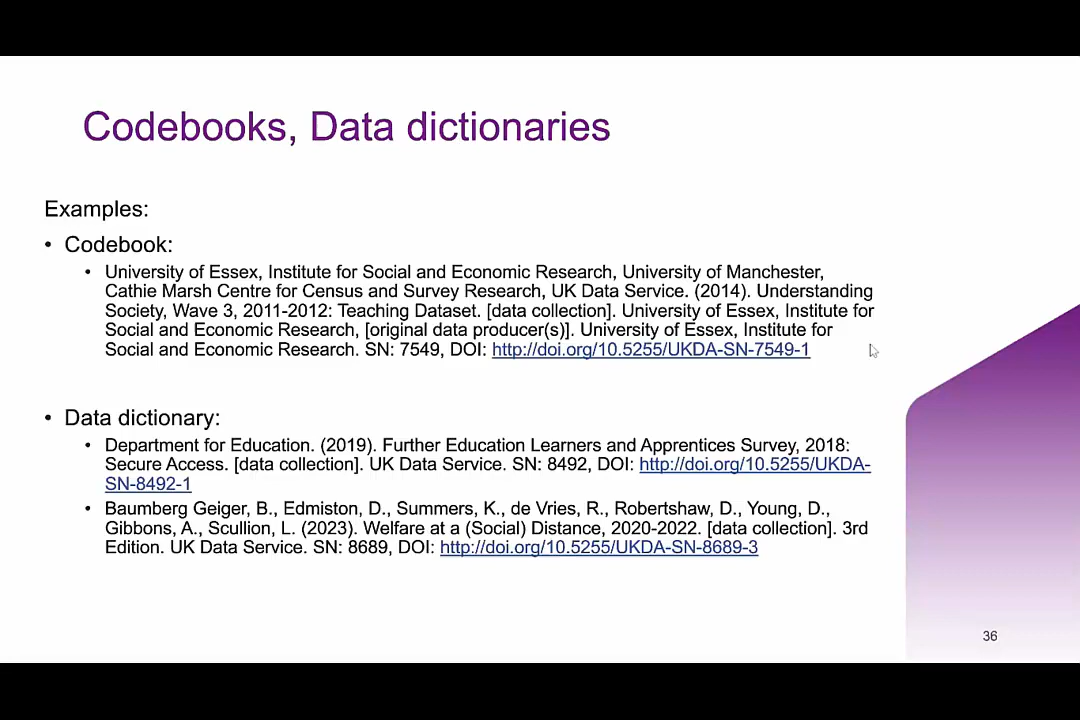 Codebooks, Data dictionaries
Examples:
• Codebook:
• University of Essex, Institute for Social and Economic Research, University of Manchester,
Cathie Marsh Centre for Census and Survey Research, UK Data Service. (2014). Understanding
Society, Wave 3, 2011-2012: Teaching Dataset. [data collection]. University of Essex, Institute for
Social and Economic Research, [original data producer(s)]. University of Essex, Institute for
Social and Economic Research. SN: 7549, DOI: http://doi.org/10.5255/UKDA-SN-7549-1
• Data dictionary:
• Department for Education. (2019). Further Education Learners and Apprentices Survey, 2018:
Secure Access. [data collection]. UK Data Service. SN: 8492, DOI: http://doi.org/10.5255/UKDA-
SN-8492-1
• Baumberg Geiger, B., Edmiston, D., Summers, K., de Vries, R., Robertshaw, D., Young, D.,
Gibbons, A., Scullion, L. (2023). Welfare at a (Social) Distance, 2020-2022. [data collection]. 3rd
Edition. UK Data Service. SN: 8689, DOI: http://doi.org/10.5255/UKDA-SN-8689-3
36